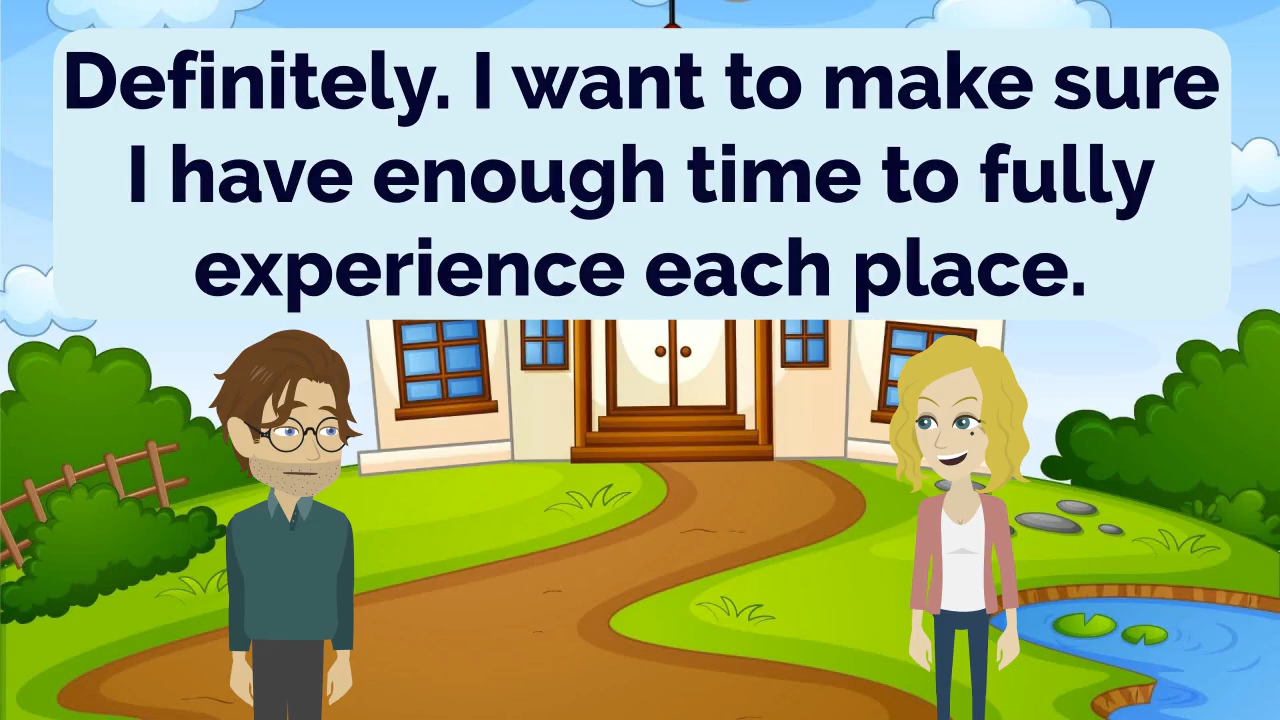 Definitely. I want to make sure
I have enough time to fully
experience each place.